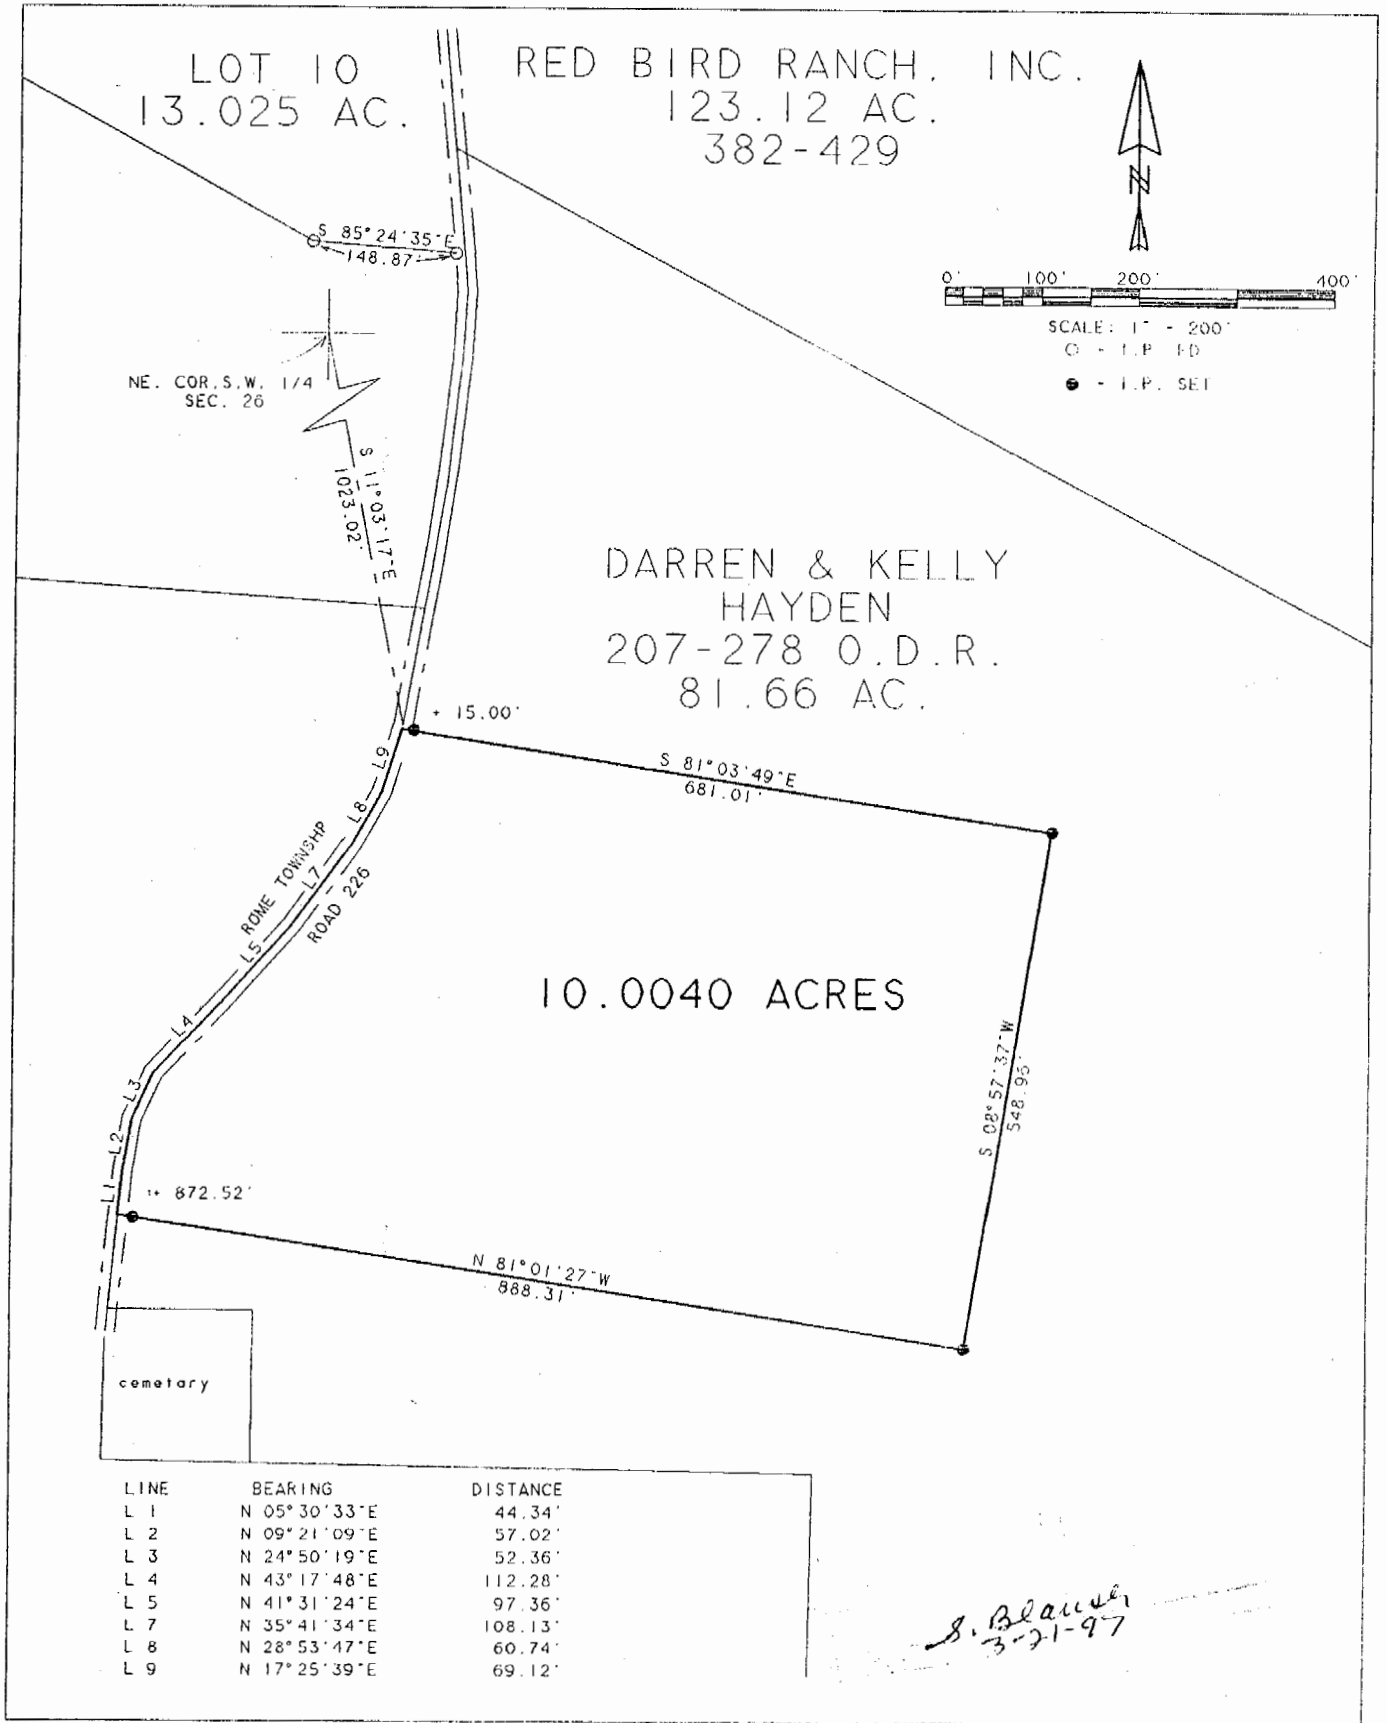 LOT 10
13.025 AC.
RED BIRD RANCH. INC.
123.12 AC.
382-429
N
S 85°24'35"E
148.87'
0' 100' 200' 400'
SCALE: 1" - 200'
O - I.P. FD
● - I.P. SET
NE. COR. S.W. 1/4
SEC. 26
S 11°03'17"E
1023.02'
DARREN & KELLY
HAYDEN
207-278 O.D.R.
81.66 AC.
+ 15.00'
S 81°03'49"E
681.01'
L9
L8
L7
ROME TOWNSHP
ROAD 226
L5
L4
L3
L2
L1
10.0040 ACRES
S 08°57'37"W
548.95'
872.52'
N 81°01'27"W
888.31'
cemetary
LINE BEARING DISTANCE
L 1 N 05°30'33"E 44.34'
L 2 N 09°21'09"E 57.02'
L 3 N 24°50'19"E 52.36'
L 4 N 43°17'48"E 112.28'
L 5 N 41°31'24"E 97.36'
L 7 N 35°41'34"E 108.13'
L 8 N 28°53'47"E 60.74'
L 9 N 17°25'39"E 69.12'
3-21-97